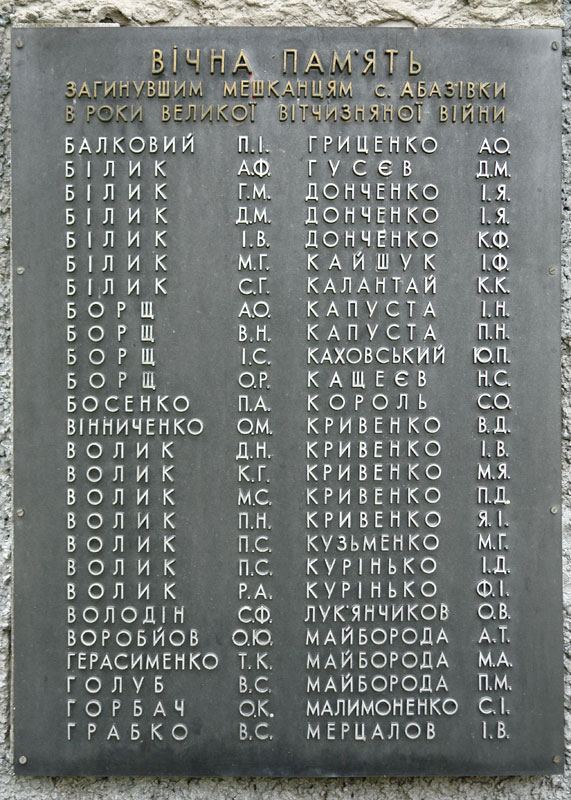 ВІЧНА ПАМ'ЯТЬ
ЗАГИНУВШИМ МЕШКАНЦЯМ С. АБАЗІВКИ
В РОКИ ВЕЛИКОЇ ВІТЧИЗНЯНОЇ ВІЙНИ
БАЛКОВИЙ П.І.
БІЛИК А.Ф.
БІЛИК Г.М.
БІЛИК Д.М.
БІЛИК І.В.
БІЛИК М.Г.
БІЛИК С.Г.
БОРЩ А.О.
БОРЩ В.Н.
БОРЩ І.С.
БОРЩ О.Р.
БОСЕНКО П.А.
ВІННИЧЕНКО О.М.
ВОЛИК Д.Н.
ВОЛИК К.Г.
ВОЛИК М.С.
ВОЛИК П.Н.
ВОЛИК П.С.
ВОЛИК П.С.
ВОЛИК Р.А.
ВОЛОДІН С.Ф.
ВОРОБЙОВ О.Ю.
ГЕРАСИМЕНКО Т.К.
ГОЛУБ В.С.
ГОРБАЧ О.К.
ГРАБКО В.С.
ГРИЦЕНКО А.О.
ГУСЄВ Д.М.
ДОНЧЕНКО І.Я.
ДОНЧЕНКО І.Я.
ДОНЧЕНКО К.Ф.
КАЙШУК І.Ф.
КАЛАНТАЙ К.К.
КАПУСТА І.Н.
КАПУСТА П.Н.
КАХОВСЬКИЙ Ю.П.
КАЩЕЄВ Н.С.
КОРОЛЬ С.О.
КРИВЕНКО В.Д.
КРИВЕНКО І.В.
КРИВЕНКО М.Я.
КРИВЕНКО П.Д.
КРИВЕНКО Я.І.
КУЗЬМЕНКО М.Г.
КУРІНЬКО І.Д.
КУРІНЬКО Ф.І.
ЛУК'ЯНЧИКОВ О.В.
МАЙБОРОДА А.Т.
МАЙБОРОДА М.А.
МАЙБОРОДА П.М.
МАЛИМОНЕНКО С.І.
МЕРЦАЛОВ І.В.